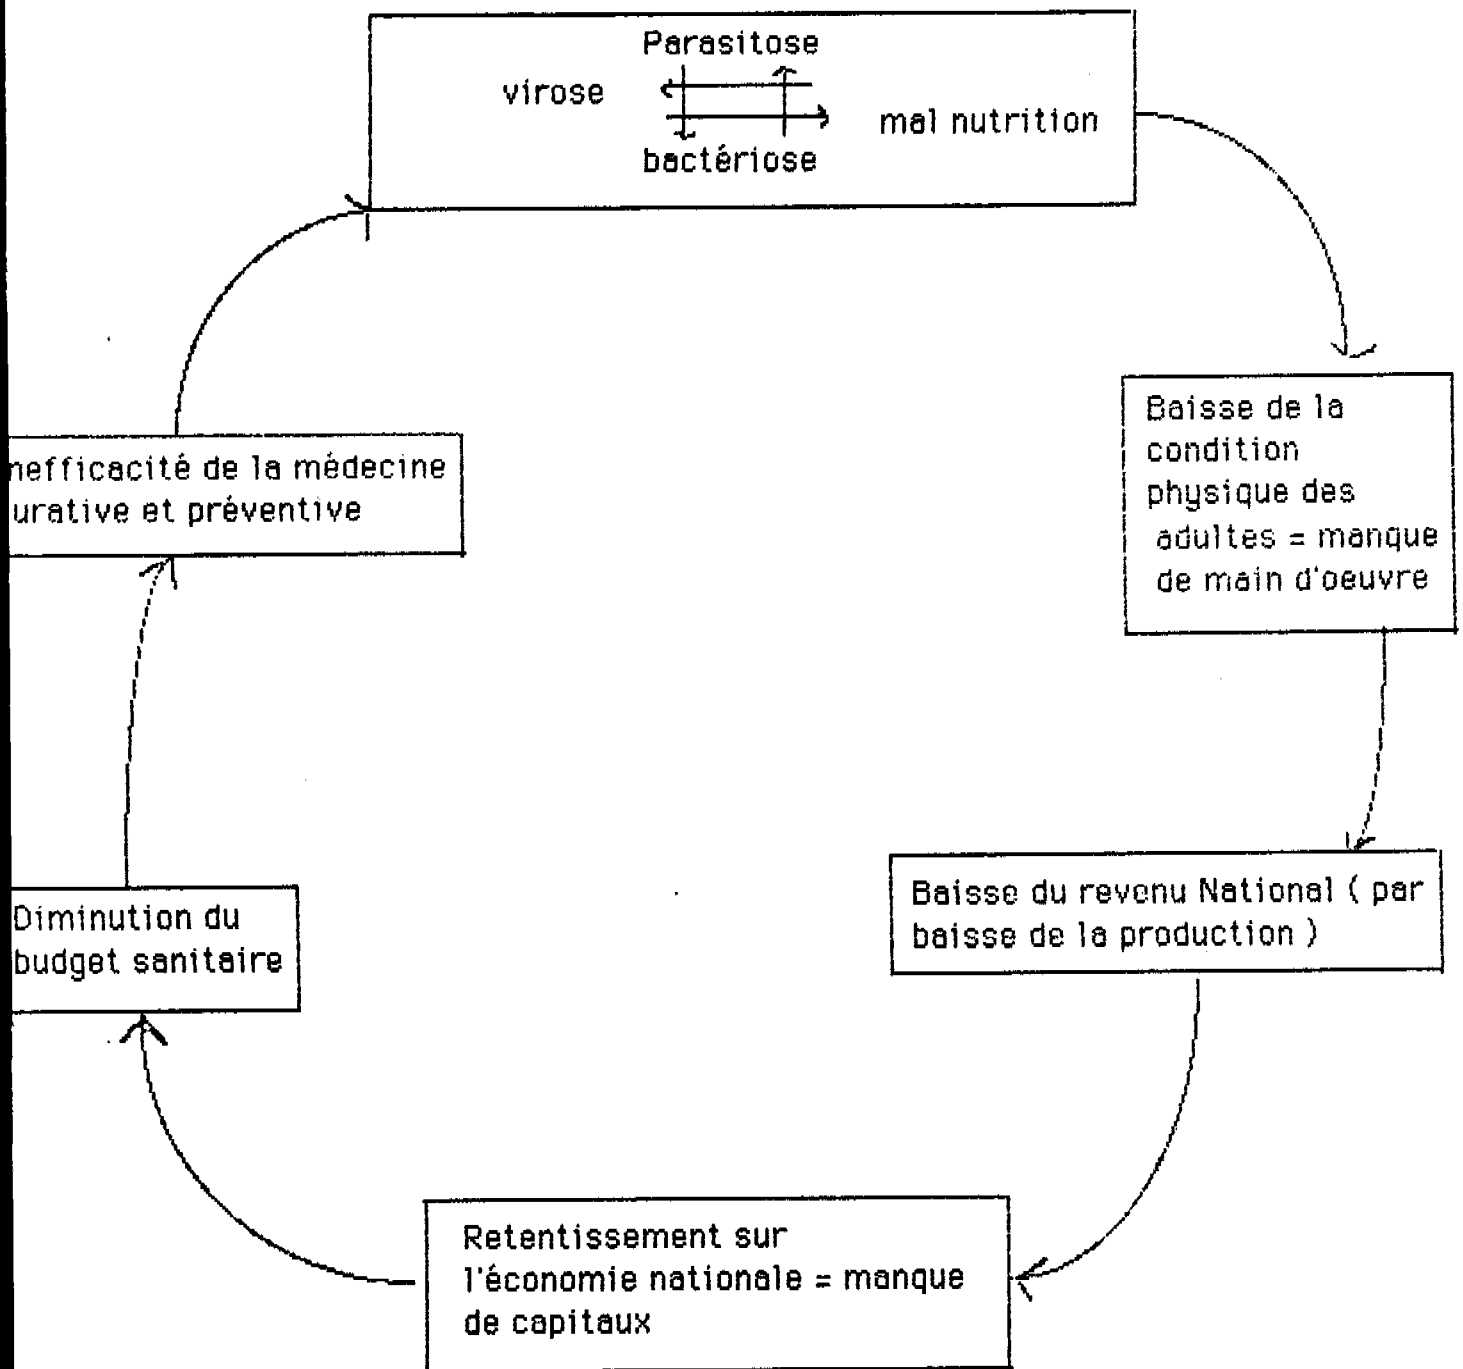 Parasitose
virose
mal nutrition
bactériose
Baisse de la
condition
physique des
adultes = manque
de main d'oeuvre
Baisse du revenu National ( par
baisse de la production )
Retentissement sur
l'économie nationale = manque
de capitaux
Diminution du
budget sanitaire
nefficacité de la médecine
urative et préventive